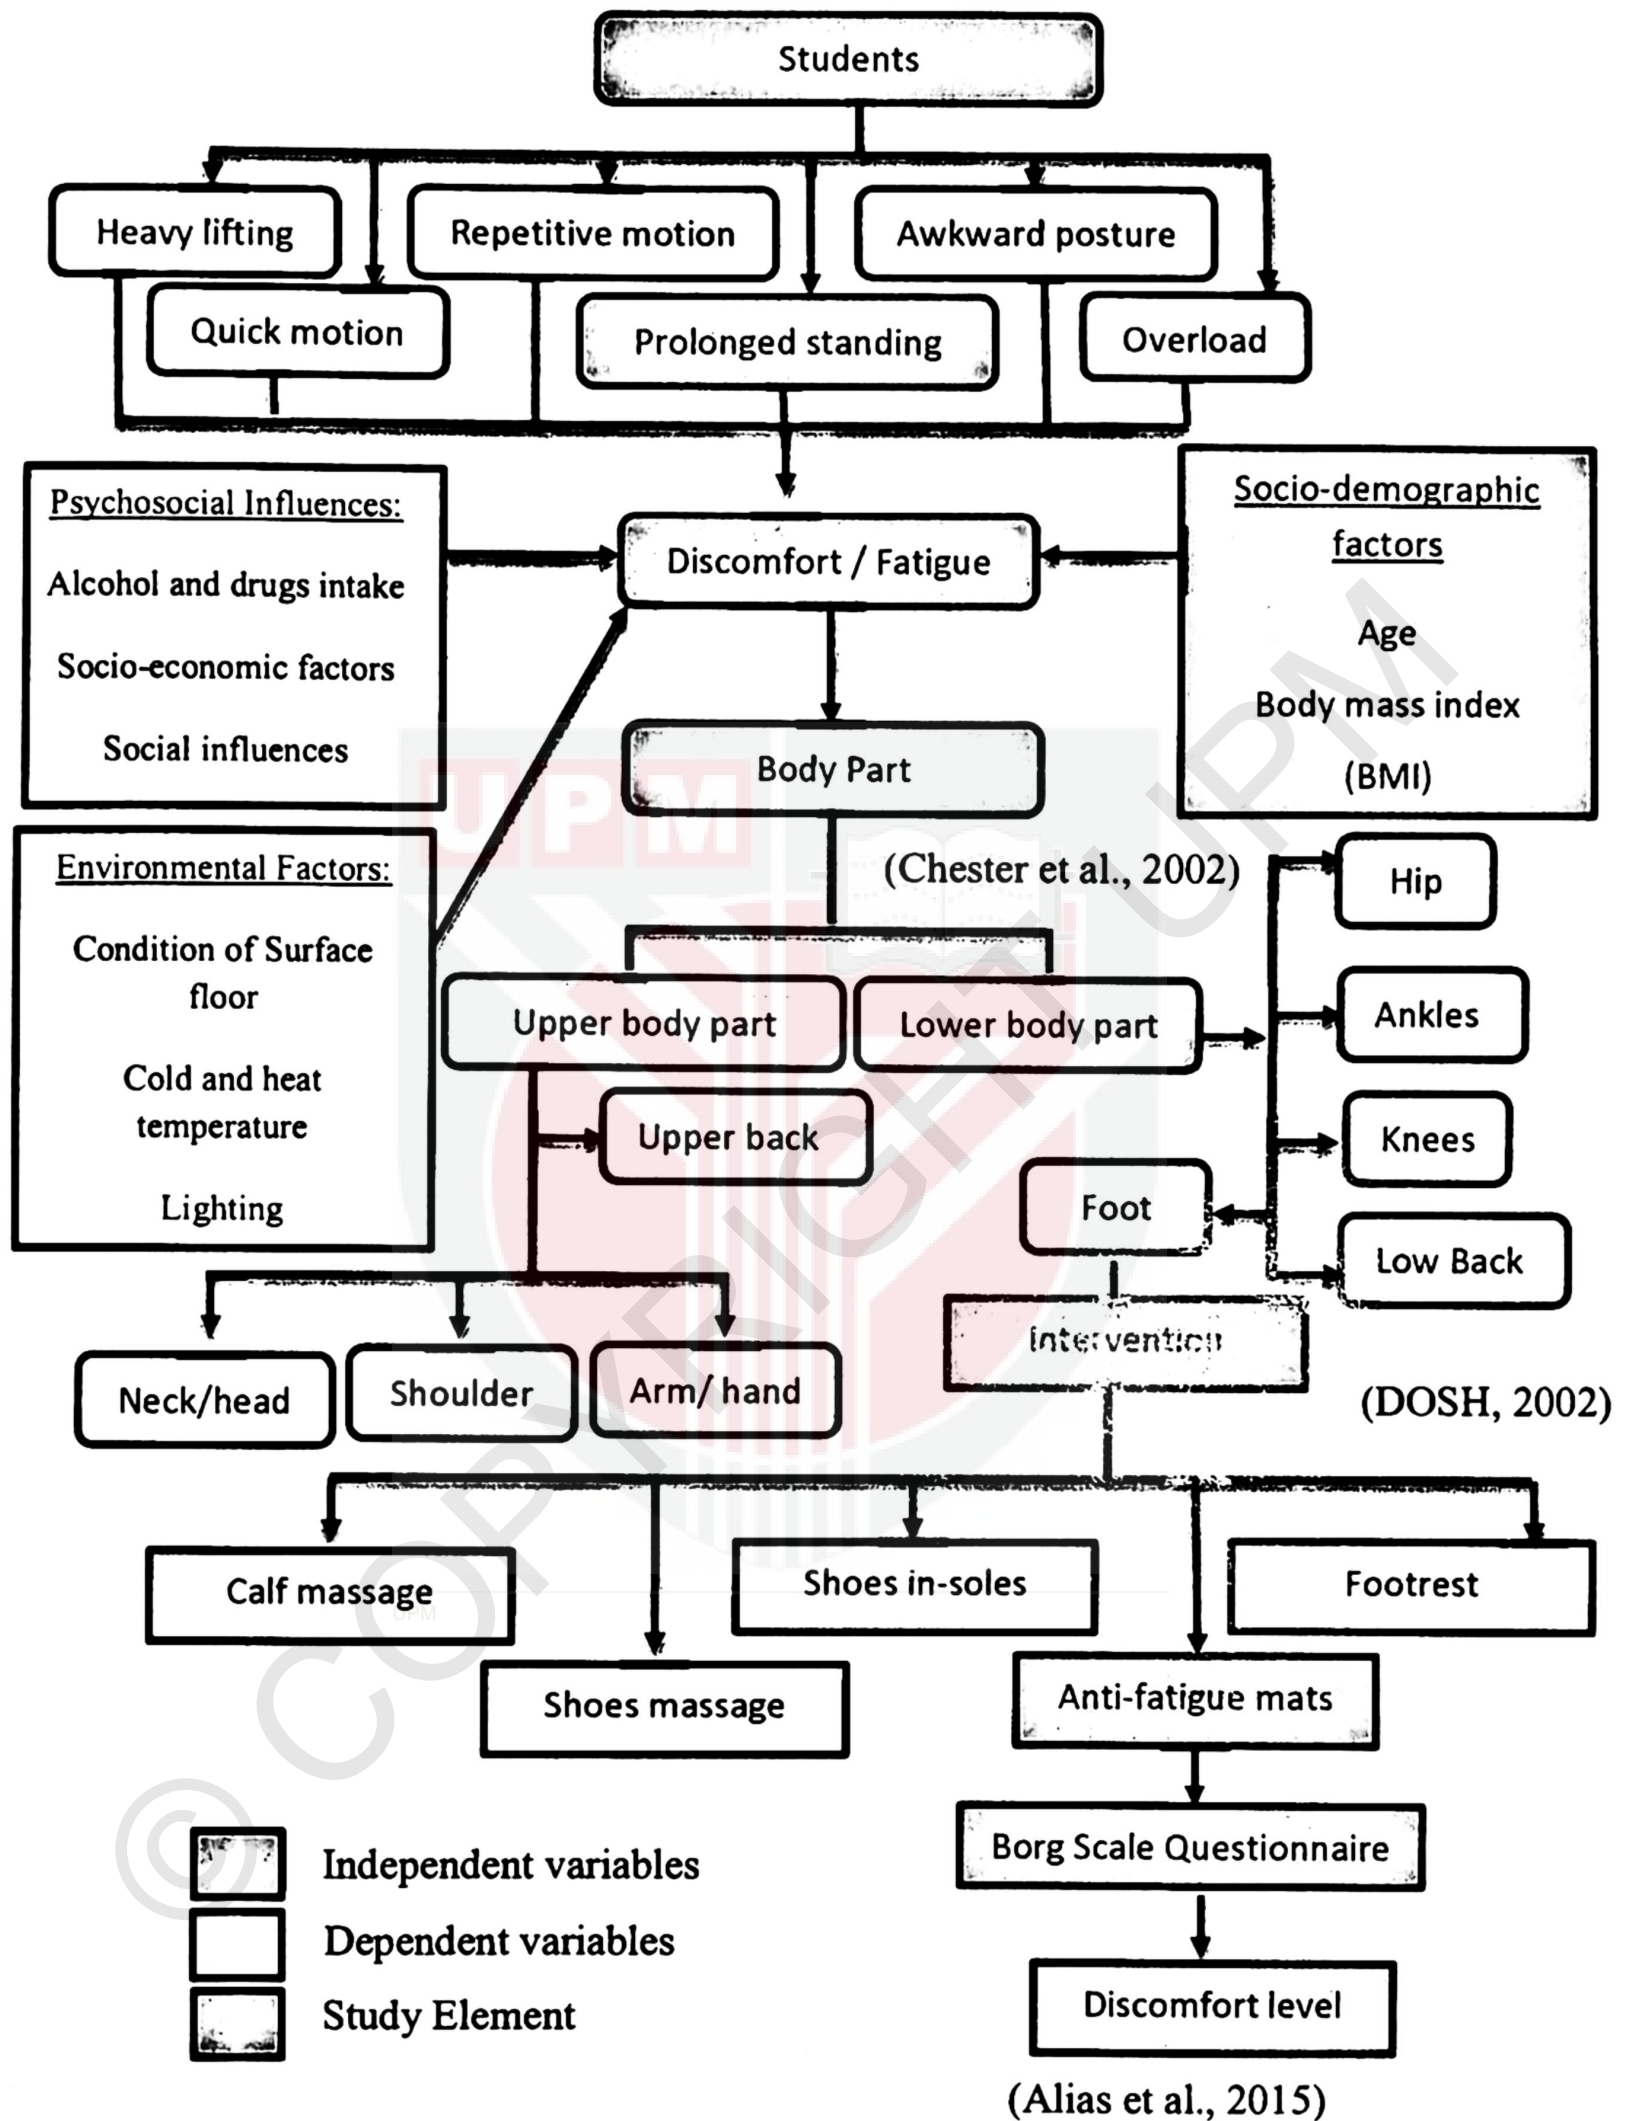 Students
Heavy lifting
Repetitive motion
Awkward posture
Quick motion
Prolonged standing
Overload
Psychosocial Influences:
Alcohol and drugs intake
Socio-economic factors
Social influences
Discomfort / Fatigue
Socio-demographic
factors
Age
Body mass index
(BMI)
Body Part
UPM
(Chester et al., 2002)
Environmental Factors:
Condition of Surface
floor
Cold and heat
temperature
Lighting
Upper body part
Lower body part
Hip
Ankles
Knees
Low Back
Upper back
Foot
Intervention
Neck/head
Shoulder
Arm/ hand
(DOSH, 2002)
Calf massage
Shoes massage
Shoes in-soles
Anti-fatigue mats
Footrest
Borg Scale Questionnaire
Discomfort level
(Alias et al., 2015)
Independent variables
Dependent variables
Study Element
© COPYRIGHT UPM
UPM